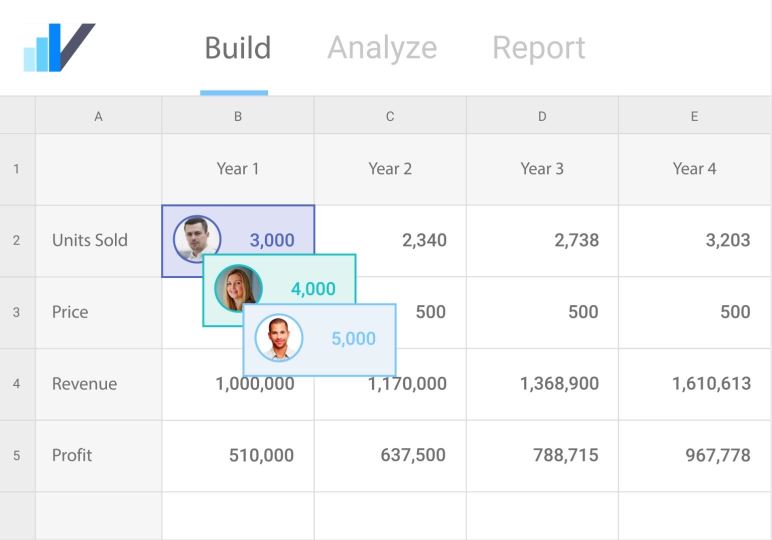 Build Analyze Report
A B C D E
1 Year 1 Year 2 Year 3 Year 4
2 Units Sold 3,000 2,340 2,738 3,203
4,000
3 Price 500 500 500
5,000
4 Revenue 1,000,000 1,170,000 1,368,900 1,610,613
5 Profit 510,000 637,500 788,715 967,778